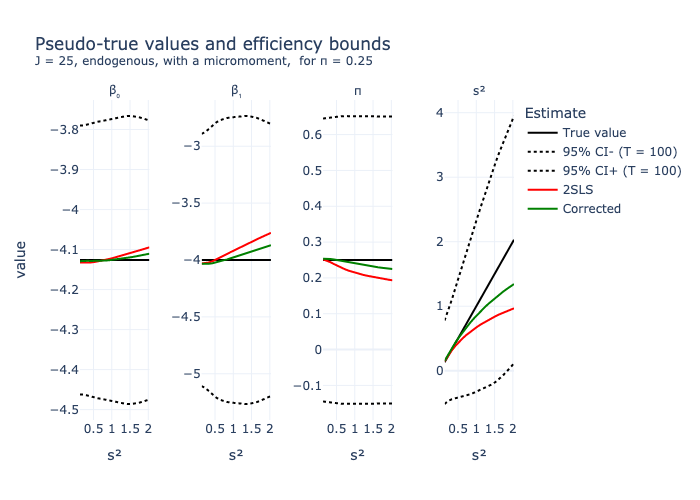 Pseudo-true values and efficiency bounds
J = 25, endogenous, with a micromoment,  for π = 0.25
β₀ β₁ π s²
value
−3.8
−3.9
−4
−4.1
−4.2
−4.3
−4.4
−4.5
0.5 1 1.5 2
s²
−3
−3.5
−4
−4.5
−5
0.5 1 1.5 2
s²
0.6
0.5
0.4
0.3
0.2
0.1
0
−0.1
0.5 1 1.5 2
s²
4
3
2
1
0
0.5 1 1.5 2
s²
Estimate
True value
95% CI- (T = 100)
95% CI+ (T = 100)
2SLS
Corrected